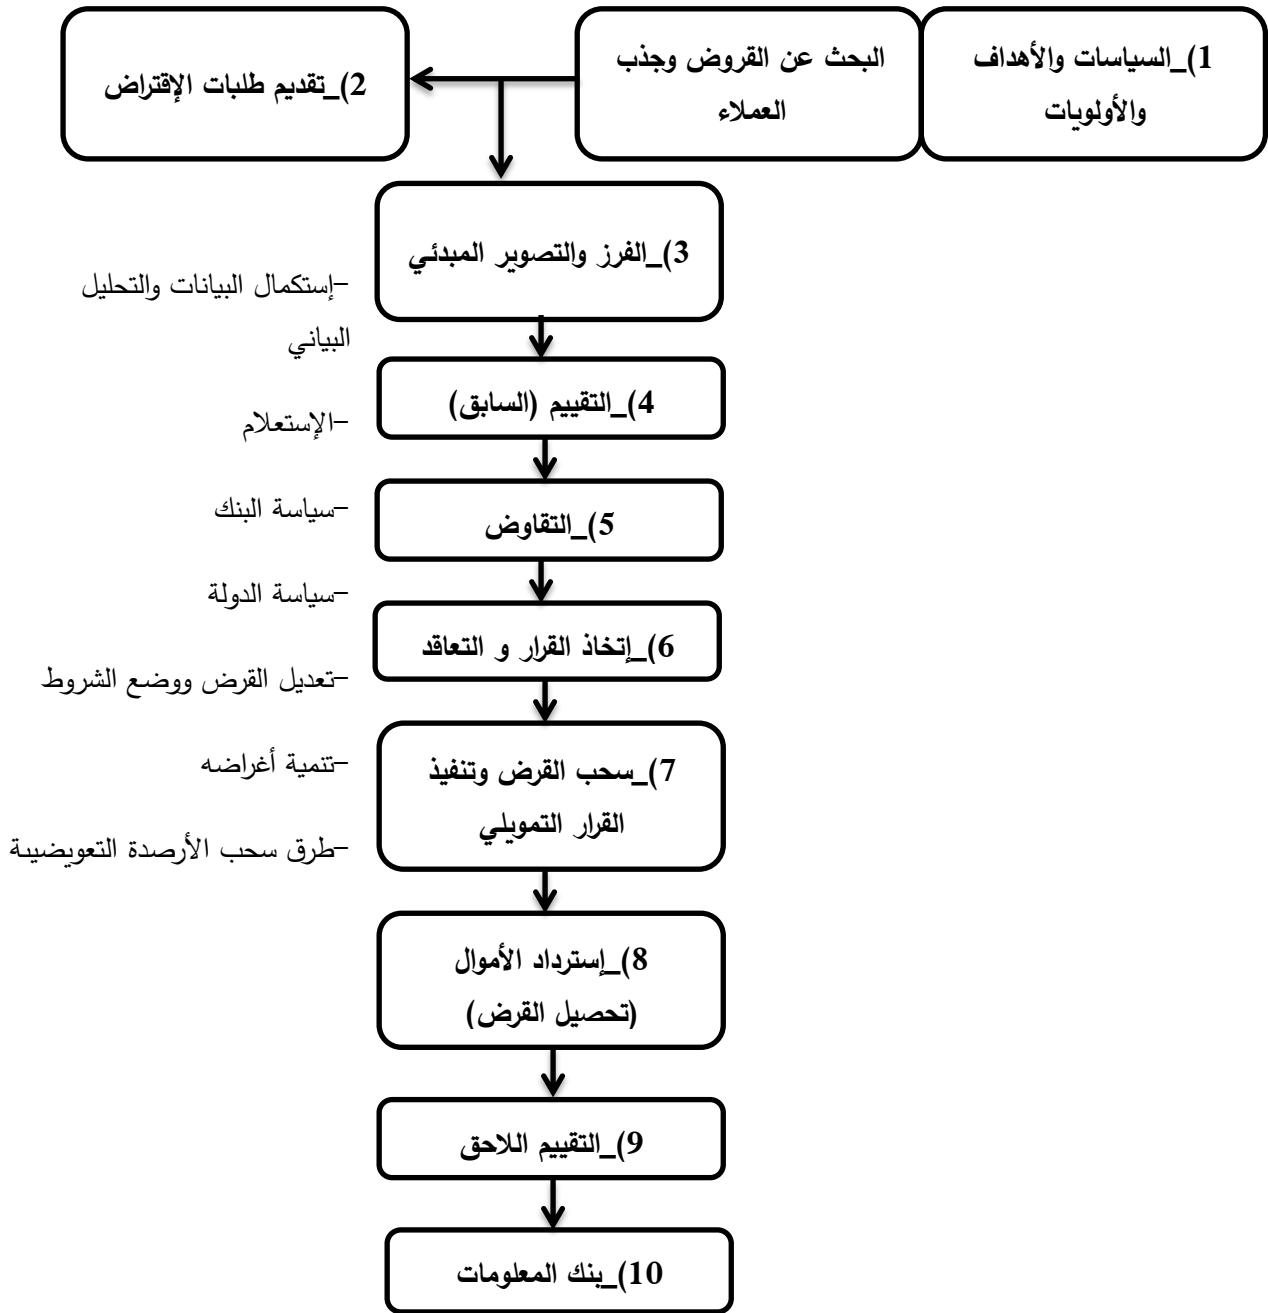 1)_السياسات والأهداف
والأولويات
البحث عن القروض وجذب
العملاء
2)_تقديم طلبات الإقتراض
3)_الفرز والتصوير المبدئي
-إستكمال البيانات والتحليل
البياني
4)_التقييم (السابق)
-الإستعلام
5)_التقاوض
-سياسة البنك
-سياسة الدولة
6)_إتخاذ القرار و التعاقد
-تعديل القرض ووضع الشروط
7)_سحب القرض وتنفيذ
القرار التمويلي
-تنمية أغراضه
-طرق سحب الأرصدة التعويضيبة
8)_إسترداد الأموال
(تحصيل القرض)
9)_التقييم اللاحق
10)_بنك المعلومات